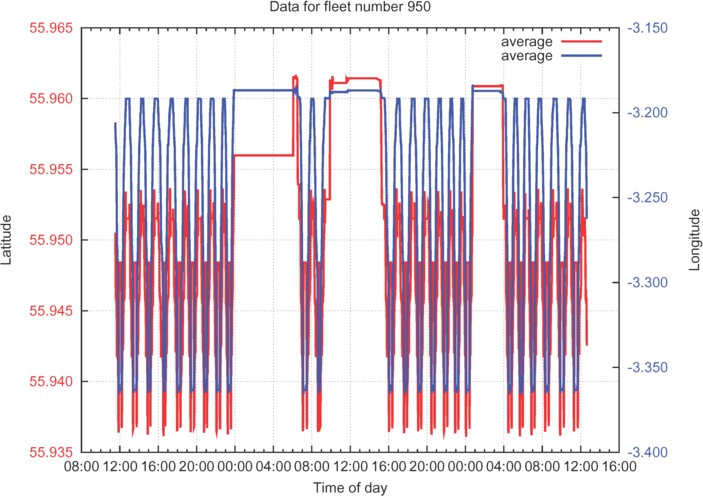 Data for fleet number 950
average
average
55.965
55.960
55.955
55.950
55.945
55.940
55.935
Latitude
-3.150
-3.200
-3.250
-3.300
-3.350
-3.400
Longitude
08:00 12:00 16:00 20:00 00:00 04:00 08:00 12:00 16:00 20:00 00:00 04:00 08:00 12:00 16:00
Time of day